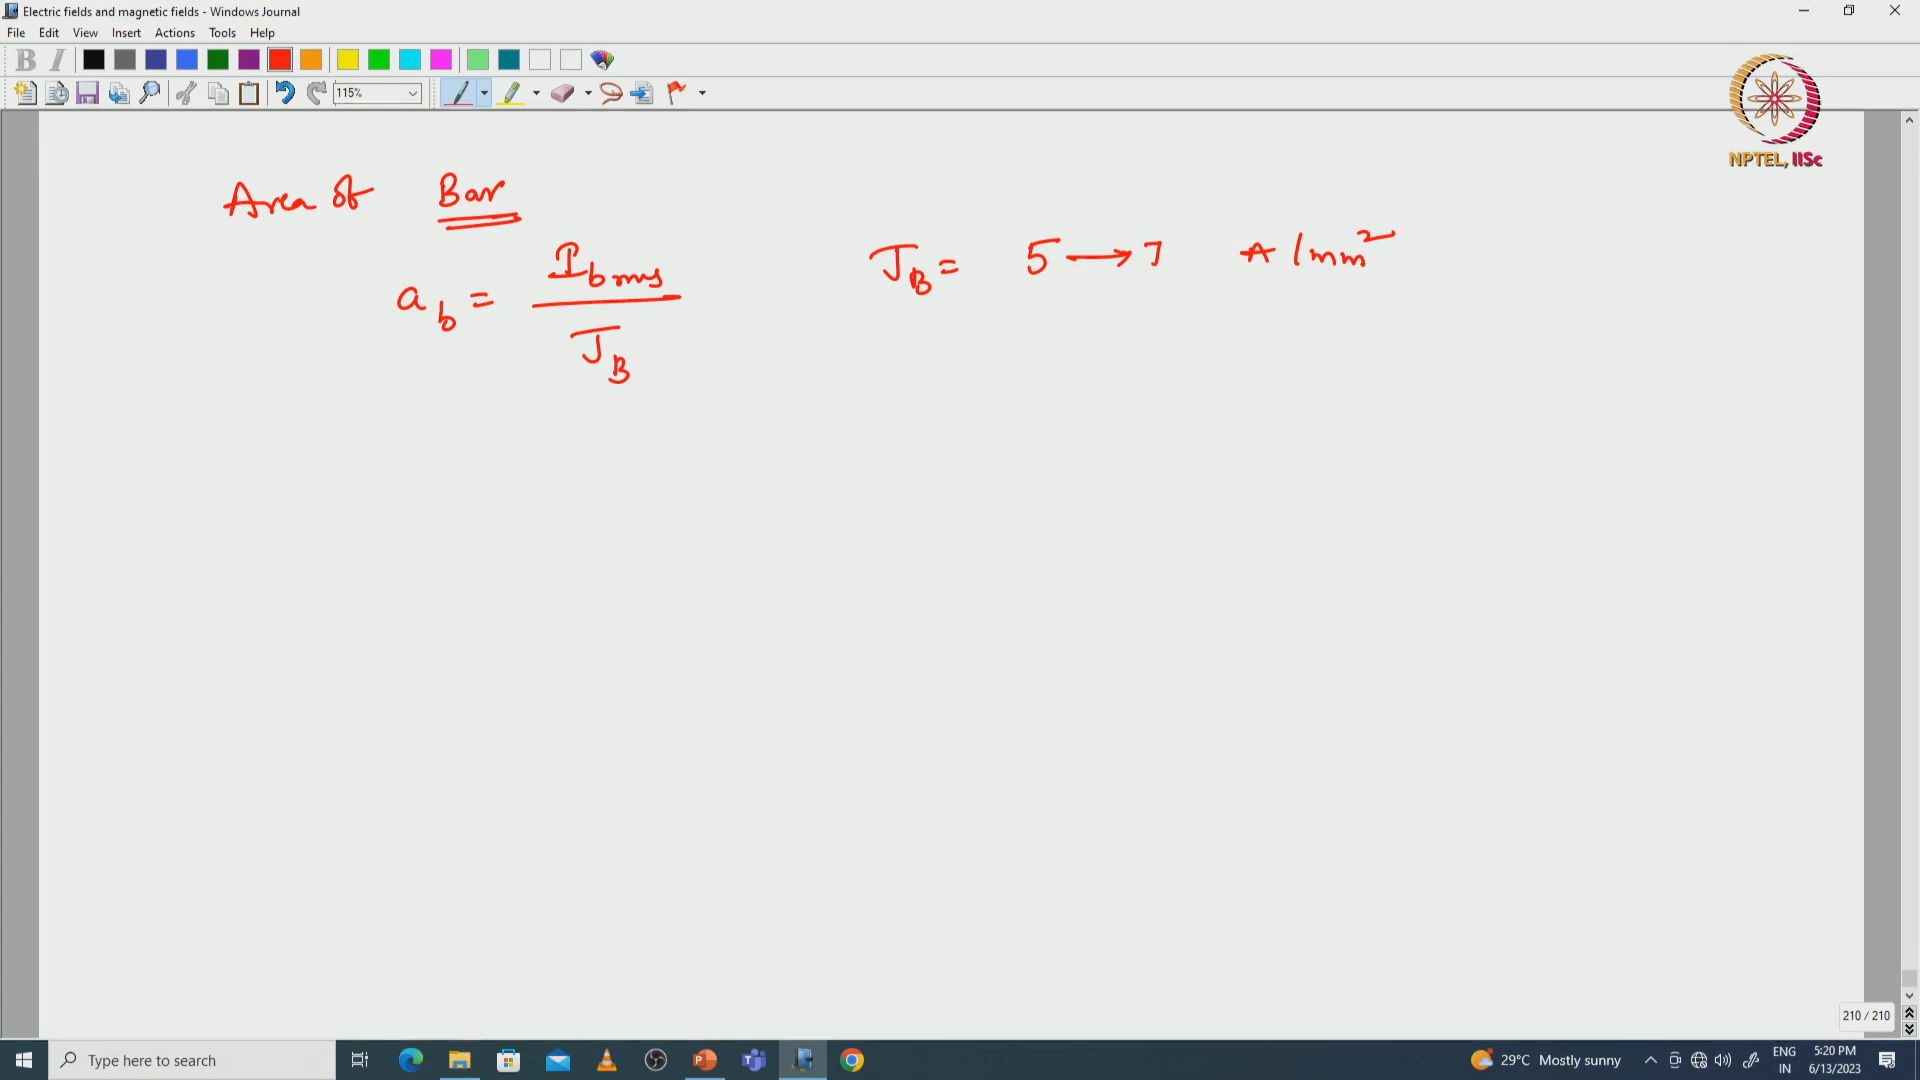 Electric fields and magnetic fields - Windows Journal
File Edit View Insert Actions Tools Help
B I
115%
NPTEL, IISc
Area of Bar
a_b = I_b rms / J_B
J_B = 5 → 7 A/mm²
210 / 210
Type here to search
29°C Mostly sunny
ENG
IN
5:20 PM
6/13/2023